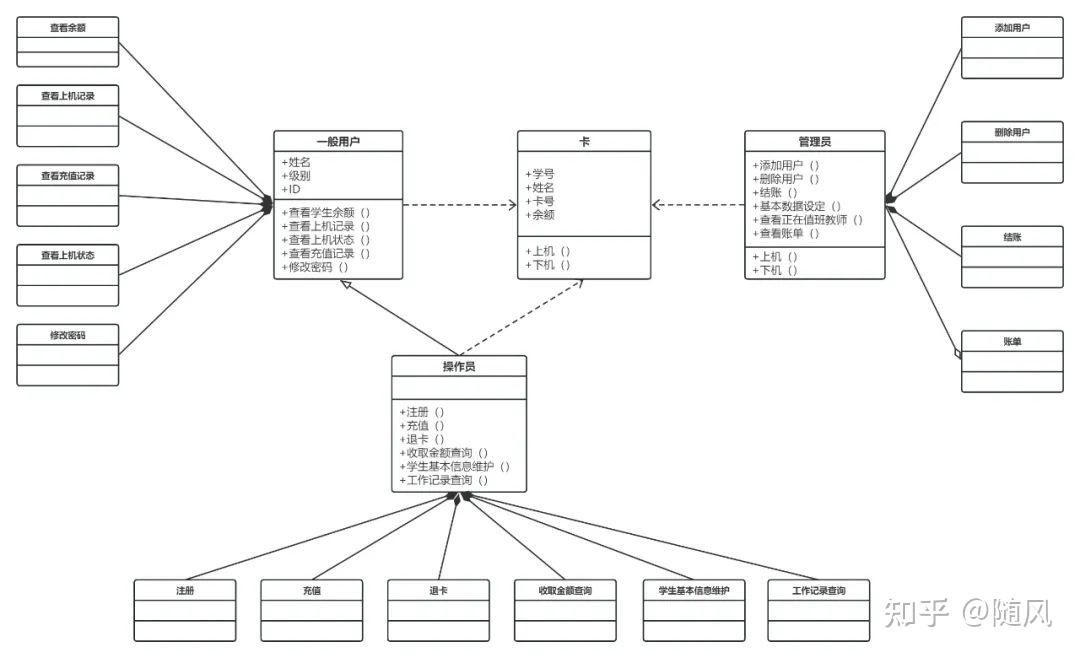 查看余额
查看上机记录
查看充值记录
查看上机状态
修改密码
一般用户
+姓名
+级别
+ID
+查看学生余额（）
+查看上机记录（）
+查看上机状态（）
+查看充值记录（）
+修改密码（）
卡
+学号
+姓名
+卡号
+余额
+上机（）
+下机（）
管理员
+添加用户（）
+删除用户（）
+结账（）
+基本数据设定（）
+查看正在值班教师（）
+查看账单（）
+上机（）
+下机（）
添加用户
删除用户
结账
账单
操作员
+注册（）
+充值（）
+退卡（）
+收取金额查询（）
+学生基本信息维护（）
+工作记录查询（）
注册
充值
退卡
收取金额查询
学生基本信息维护
工作记录查询
知乎 @随风